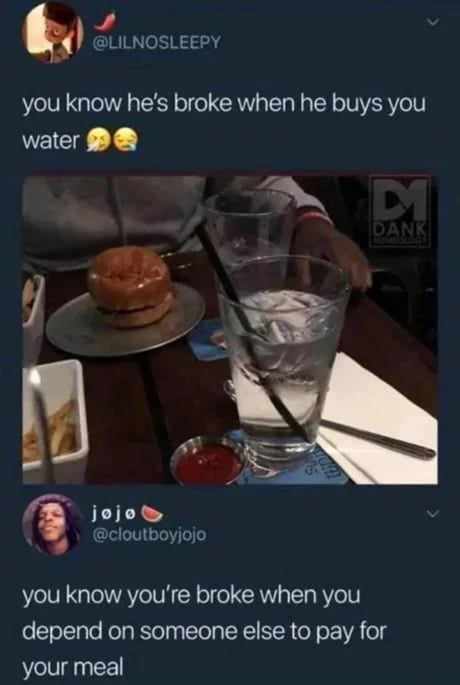 @LILNOSLEEPY
you know he's broke when he buys you
water 🤧😪
DANK
MEMEOLOGY
jøjø 🍉
@cloutboyjojo
you know you're broke when you
depend on someone else to pay for
your meal